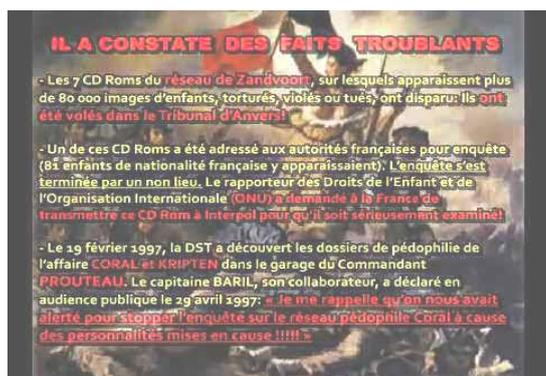 IL A CONSTATE DES FAITS TROUBLANTS
- Les 7 CD Roms du réseau de Zandvoort, sur lesquels apparaissent plus
de 80 000 images d'enfants, torturés, violés ou tués, ont disparu: Ils ont
été volés dans le Tribunal d'Anvers!
- Un de ces CD Roms a été adressé aux autorités françaises pour enquête
(81 enfants de nationalité française y apparaissaient). L'enquête s'est
terminée par un non lieu. Le rapporteur des Droits de l'Enfant et de
l'Organisation Internationale (ONU) a demandé à la France de
transmettre ce CD Rom à Interpol pour qu'il soit sérieusement examiné!
- Le 19 février 1997, la DST a découvert les dossiers de pédophilie de
l'affaire CORAL et KRIPTEN dans le garage du Commandant
PROUTEAU. Le capitaine BARIL, son collaborateur, a déclaré en
audience publique le 29 avril 1997: « Je me rappelle qu'on nous avait
alerté pour stopper l'enquête sur le réseau pédophile Coral à cause
des personnalités mises en cause !!!!! »